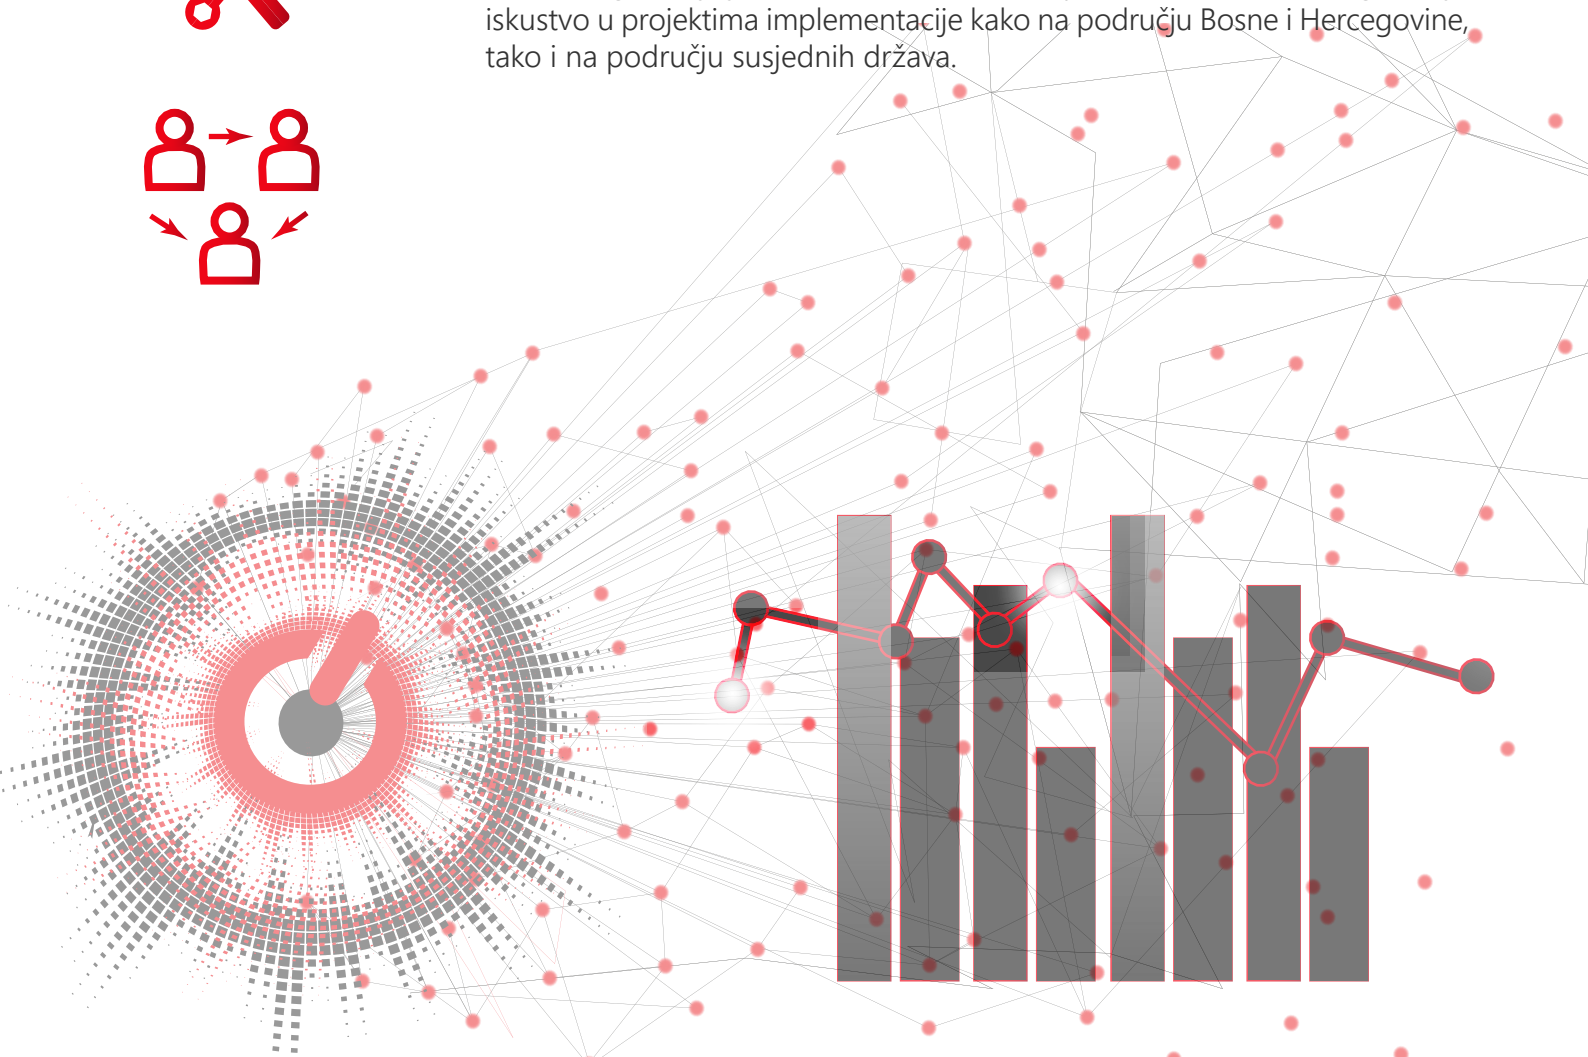 iskustvo u projektima implementacije kako na području Bosne i Hercegovine,
tako i na području susjednih država.